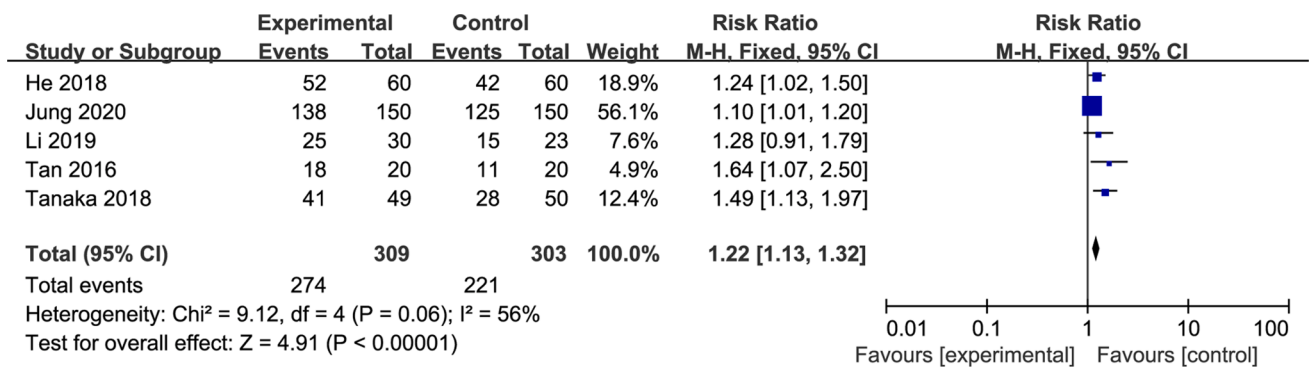 Experimental Control Risk Ratio Risk Ratio
Study or Subgroup Events Total Events Total Weight M-H, Fixed, 95% CI M-H, Fixed, 95% CI
He 2018 52 60 42 60 18.9% 1.24 [1.02, 1.50]
Jung 2020 138 150 125 150 56.1% 1.10 [1.01, 1.20]
Li 2019 25 30 15 23 7.6% 1.28 [0.91, 1.79]
Tan 2016 18 20 11 20 4.9% 1.64 [1.07, 2.50]
Tanaka 2018 41 49 28 50 12.4% 1.49 [1.13, 1.97]
Total (95% CI) 309 303 100.0% 1.22 [1.13, 1.32]
Total events 274 221
Heterogeneity: Chi² = 9.12, df = 4 (P = 0.06); I² = 56%
Test for overall effect: Z = 4.91 (P < 0.00001)
0.01 0.1 1 10 100
Favours [experimental] Favours [control]